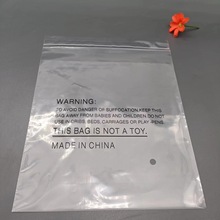 WARNING:
TO AVOID DANGER OF SUFFOCATION.KEEP THIS
BAG AWAY FROM BABIES AND CHILDREN.DO NOT
USE IN CRIBS. BEDS. CARRIAGES OR PLAY-PENS.
THIS BAG IS NOT A TOY.
MADE IN CHINA